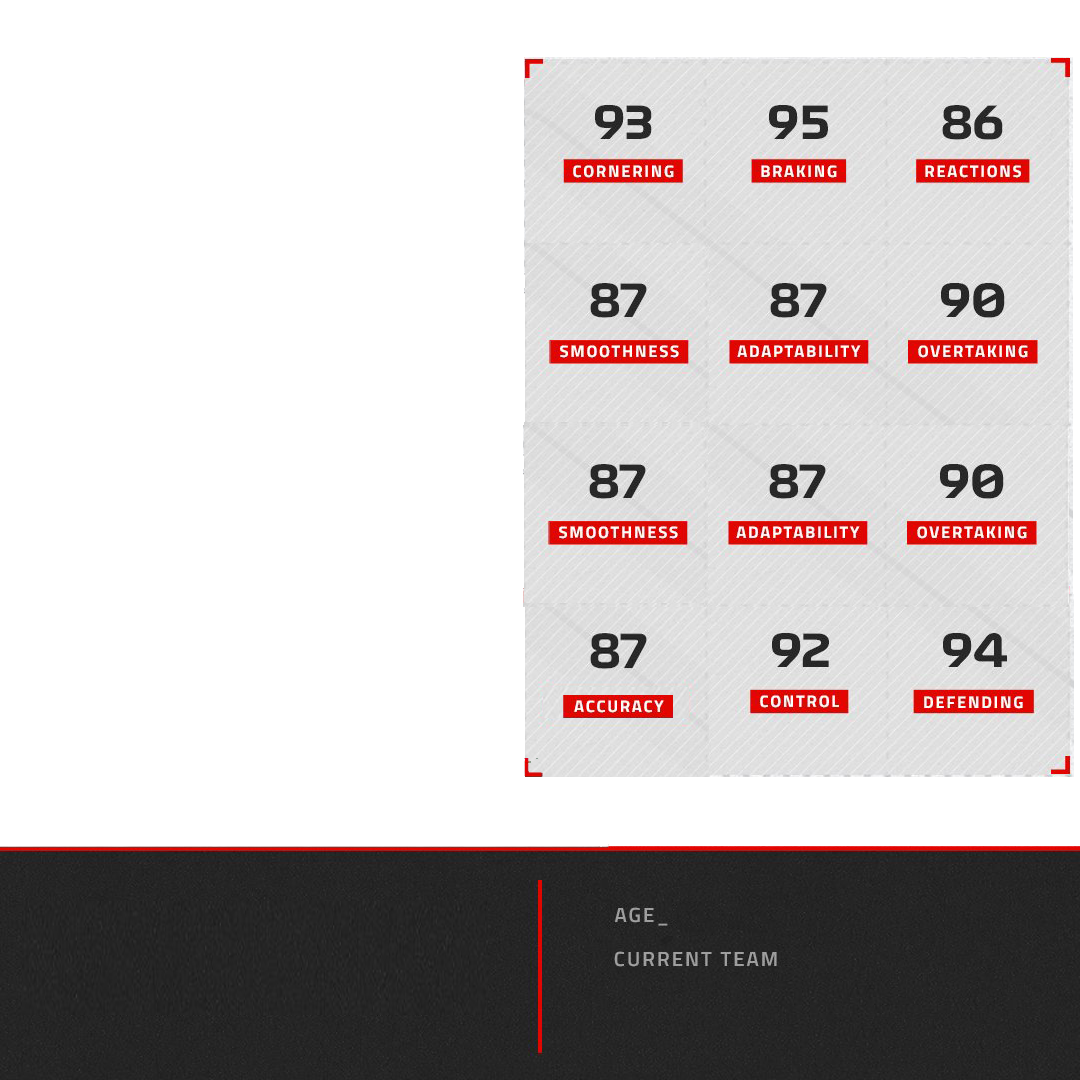 93 95 86
CORNERING BRAKING REACTIONS
87 87 90
SMOOTHNESS ADAPTABILITY OVERTAKING
87 87 90
SMOOTHNESS ADAPTABILITY OVERTAKING
87 92 94
ACCURACY CONTROL DEFENDING
AGE_
CURRENT TEAM